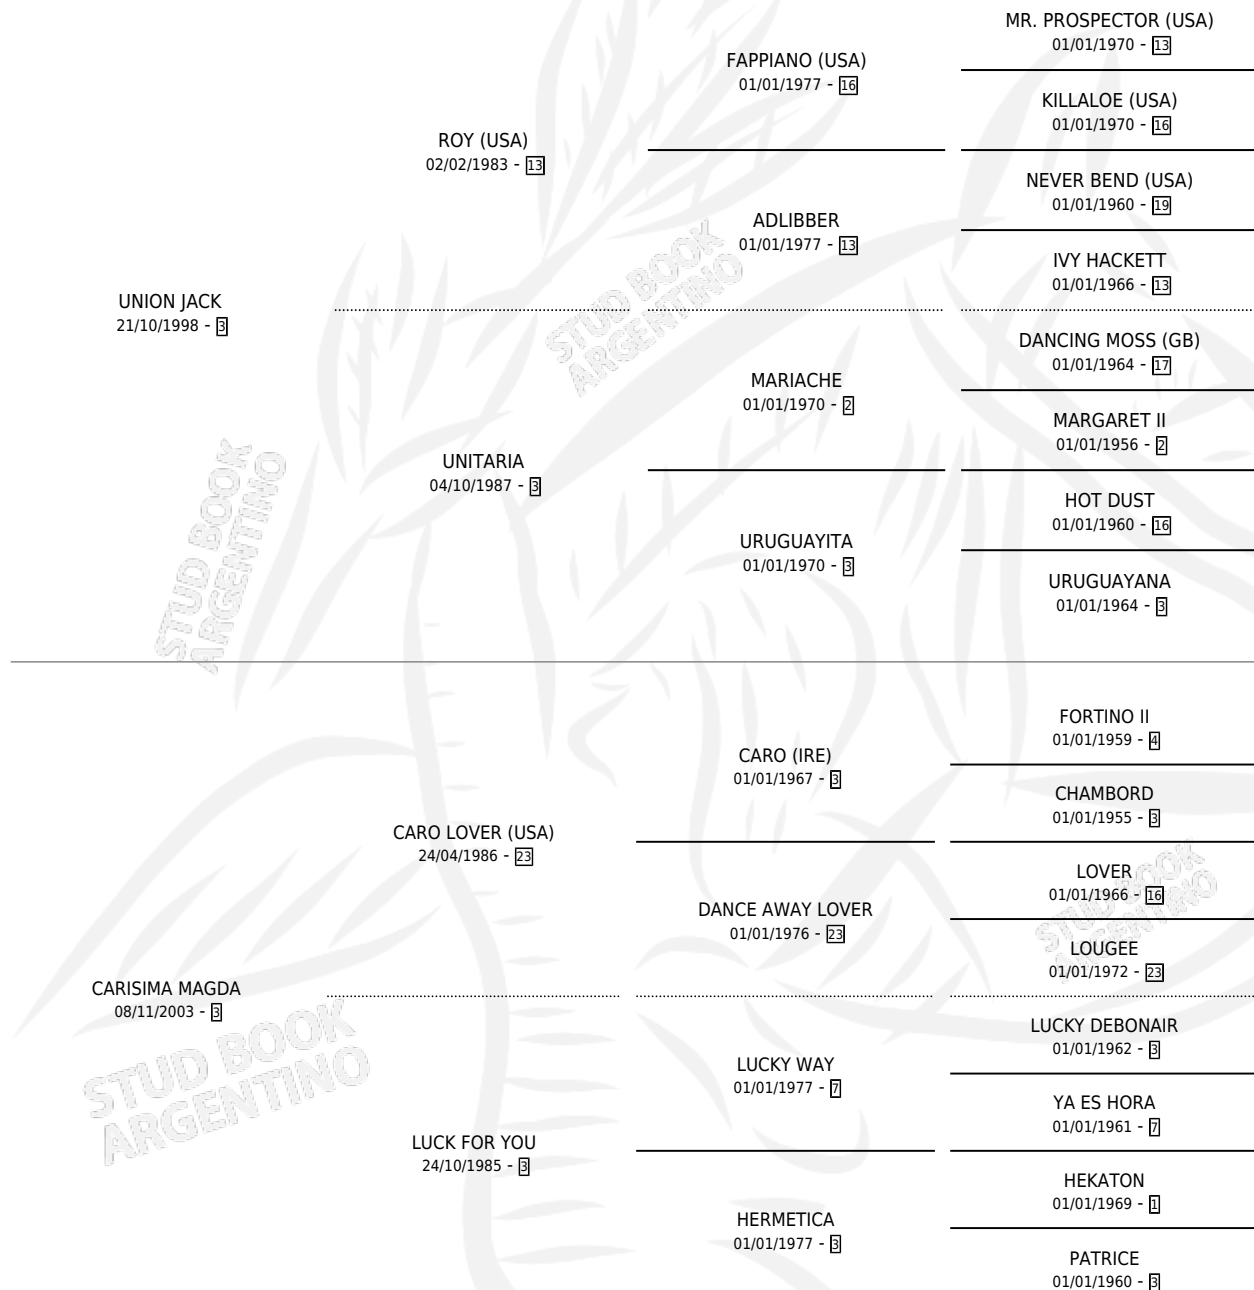 MR. PROSPECTOR (USA)
01/01/1970 - 13
FAPPIANO (USA)
01/01/1977 - 16
KILLALOE (USA)
01/01/1970 - 16
ROY (USA)
02/02/1983 - 13
NEVER BEND (USA)
01/01/1960 - 19
ADLIBBER
01/01/1977 - 13
IVY HACKETT
01/01/1966 - 13
UNION JACK
21/10/1998 - 3
DANCING MOSS (GB)
01/01/1964 - 17
MARIACHE
01/01/1970 - 2
MARGARET II
01/01/1956 - 2
UNITARIA
04/10/1987 - 3
HOT DUST
01/01/1960 - 16
URUGUAYITA
01/01/1970 - 3
URUGUAYANA
01/01/1964 - 3
FORTINO II
01/01/1959 - 4
CARO (IRE)
01/01/1967 - 3
CHAMBORD
01/01/1955 - 3
CARO LOVER (USA)
24/04/1986 - 23
LOVER
01/01/1966 - 16
DANCE AWAY LOVER
01/01/1976 - 23
LOUGEE
01/01/1972 - 23
CARISIMA MAGDA
08/11/2003 - 3
LUCKY DEBONAIR
01/01/1962 - 3
LUCKY WAY
01/01/1977 - 7
YA ES HORA
01/01/1961 - 7
LUCK FOR YOU
24/10/1985 - 3
HEKATON
01/01/1969 - 1
HERMETICA
01/01/1977 - 3
PATRICE
01/01/1960 - 3
STUD BOOK
ARGENTINO
STUD BOOK
ARGENTINO
STUD BOOK
ARGENTINO
STUD BOOK
ARGENTINO